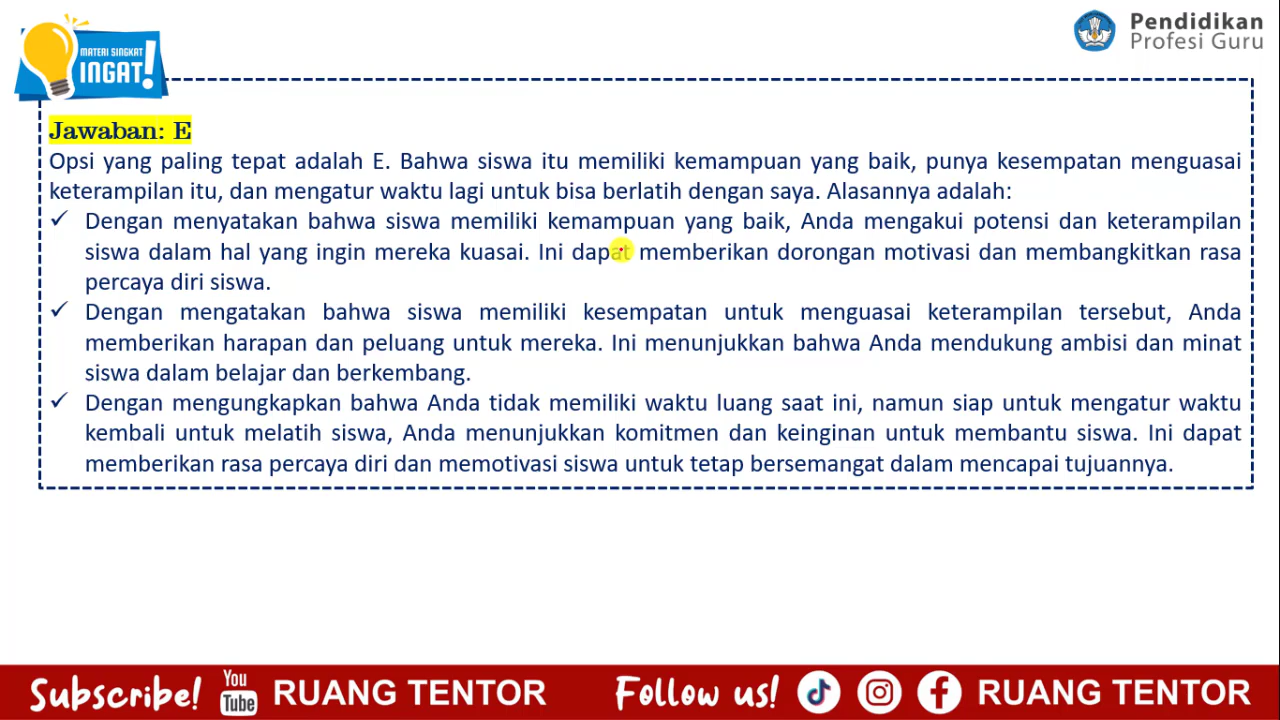 MATERI SINGKAT
INGAT!
Pendidikan
Profesi Guru
Jawaban: E
Opsi yang paling tepat adalah E. Bahwa siswa itu memiliki kemampuan yang baik, punya kesempatan menguasai
keterampilan itu, dan mengatur waktu lagi untuk bisa berlatih dengan saya. Alasannya adalah:
✓ Dengan menyatakan bahwa siswa memiliki kemampuan yang baik, Anda mengakui potensi dan keterampilan
siswa dalam hal yang ingin mereka kuasai. Ini dapat memberikan dorongan motivasi dan membangkitkan rasa
percaya diri siswa.
✓ Dengan mengatakan bahwa siswa memiliki kesempatan untuk menguasai keterampilan tersebut, Anda
memberikan harapan dan peluang untuk mereka. Ini menunjukkan bahwa Anda mendukung ambisi dan minat
siswa dalam belajar dan berkembang.
✓ Dengan mengungkapkan bahwa Anda tidak memiliki waktu luang saat ini, namun siap untuk mengatur waktu
kembali untuk melatih siswa, Anda menunjukkan komitmen dan keinginan untuk membantu siswa. Ini dapat
memberikan rasa percaya diri dan memotivasi siswa untuk tetap bersemangat dalam mencapai tujuannya.
Subscribe! You Tube RUANG TENTOR Follow us! RUANG TENTOR